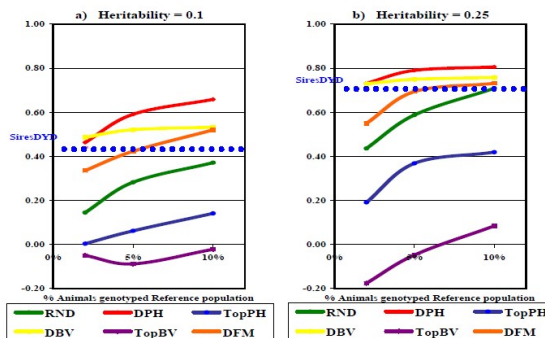 a) Heritability = 0.1
1.00
0.80
0.60
SiresDYD
0.40
0.20
0.00
0%
5%
10%
-0.20
b) Heritability = 0.25
1.00
0.80
SiresDYD
0.60
0.40
0.20
0.00
0%
5%
10%
-0.20
% Animals genotyped Reference population
RND DPH TopPH
DBV TopBV DFM
% Animals genotyped Reference population
RND DPH TopPH
DBV TopBV DFM